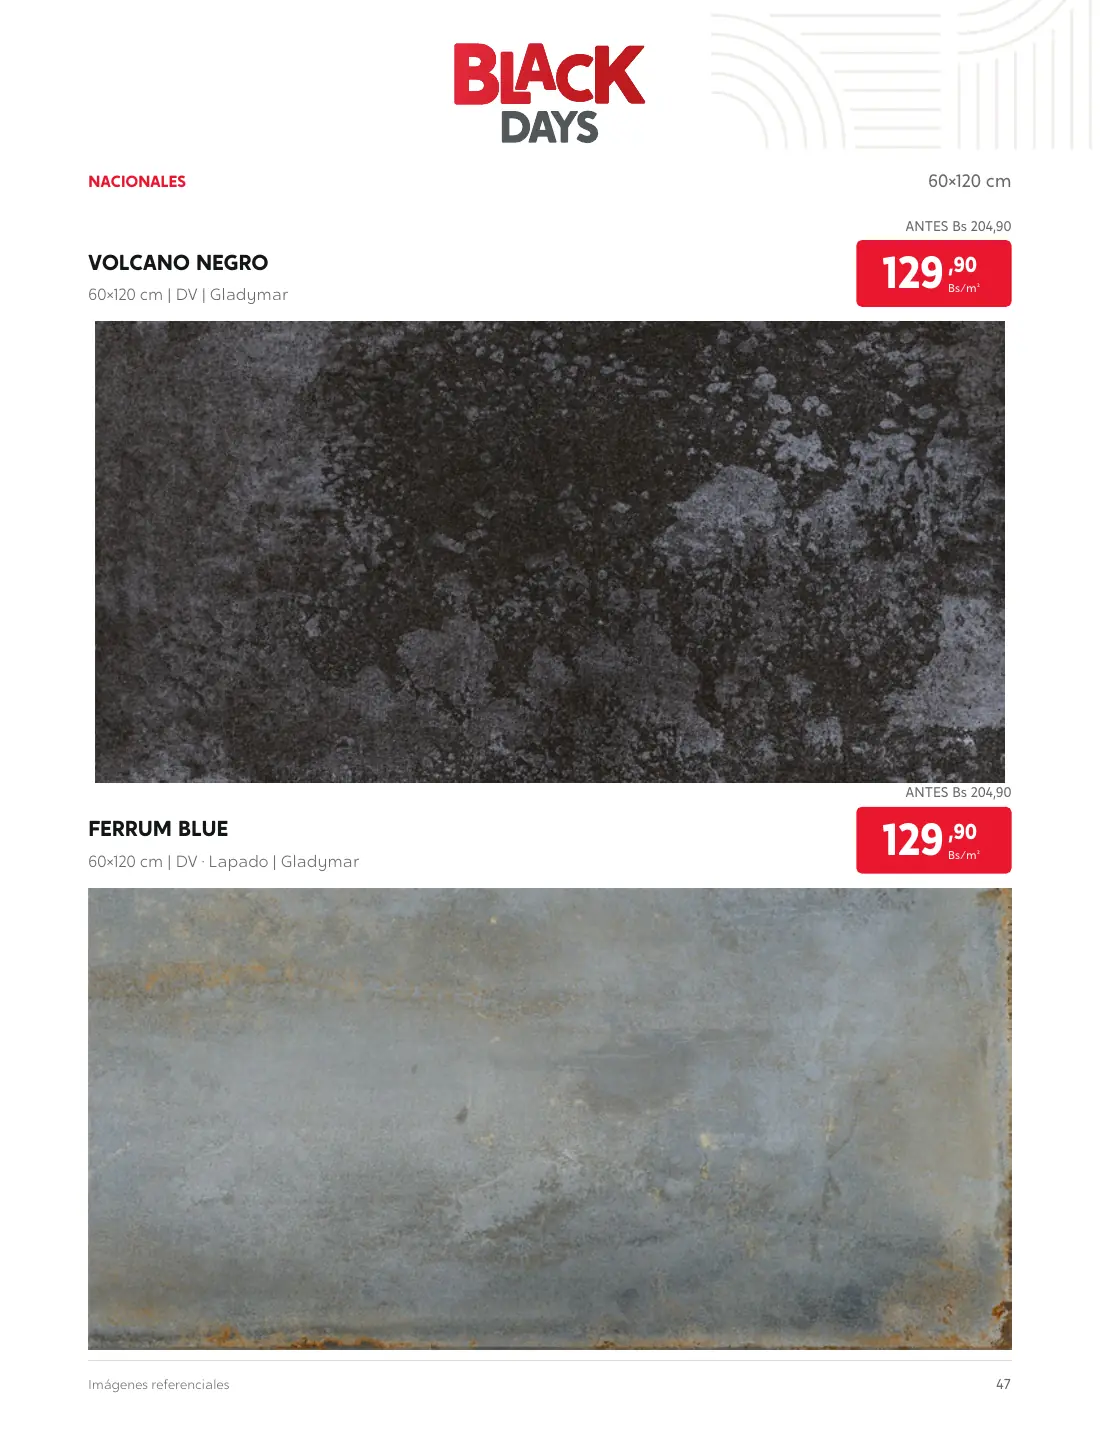 BLACK
DAYS
NACIONALES
60×120 cm
ANTES Bs 204,90
VOLCANO NEGRO
129,90
Bs/m²
60×120 cm | DV | Gladymar
ANTES Bs 204,90
FERRUM BLUE
129,90
Bs/m²
60×120 cm | DV · Lapado | Gladymar
Imágenes referenciales
47